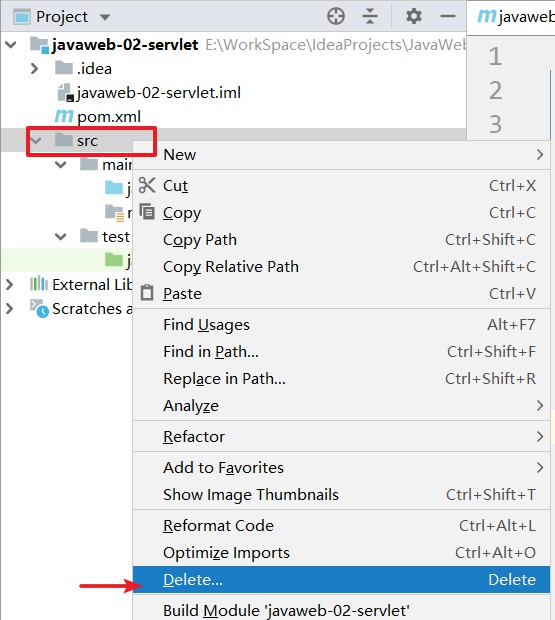 Project
javaweb
javaweb-02-servlet E:\WorkSpace\IdeaProjects\JavaWeb
1
.idea
javaweb-02-servlet.iml
2
pom.xml
3
src
New
main
Cut Ctrl+X
Copy Ctrl+C
test
Copy Path Ctrl+Shift+C
Copy Relative Path Ctrl+Alt+Shift+C
External Lib
Paste Ctrl+V
Scratches a
Find Usages Alt+F7
Find in Path... Ctrl+Shift+F
Replace in Path... Ctrl+Shift+R
Analyze
Refactor
Add to Favorites
Show Image Thumbnails Ctrl+Shift+T
Reformat Code Ctrl+Alt+L
Optimize Imports Ctrl+Alt+O
Delete... Delete
Build Module 'javaweb-02-servlet'